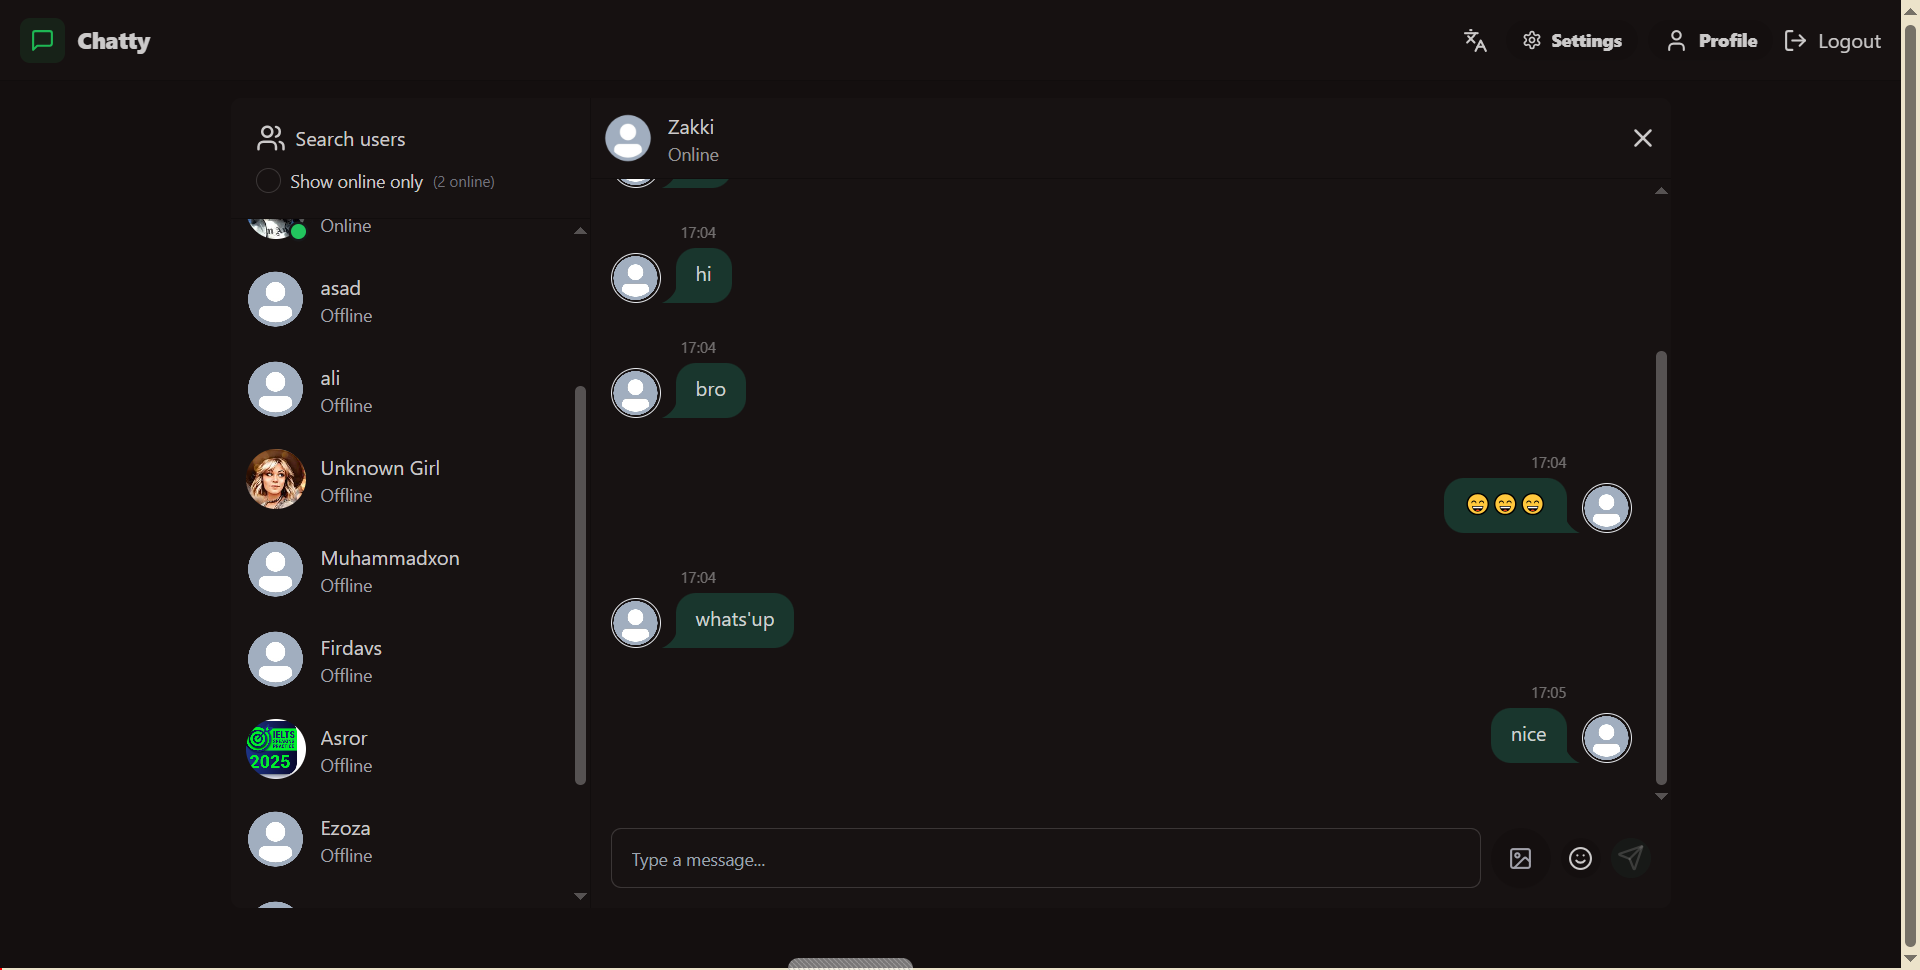 Chatty
Settings
Profile
Logout
Search users
Show online only (2 online)
Online
asad
Offline
ali
Offline
Unknown Girl
Offline
Muhammadxon
Offline
Firdavs
Offline
IELTS
2025
Asror
Offline
Ezoza
Offline
Zakki
Online
17:04
hi
17:04
bro
17:04
😄😄😄
17:04
whats'up
17:05
nice
Type a message...